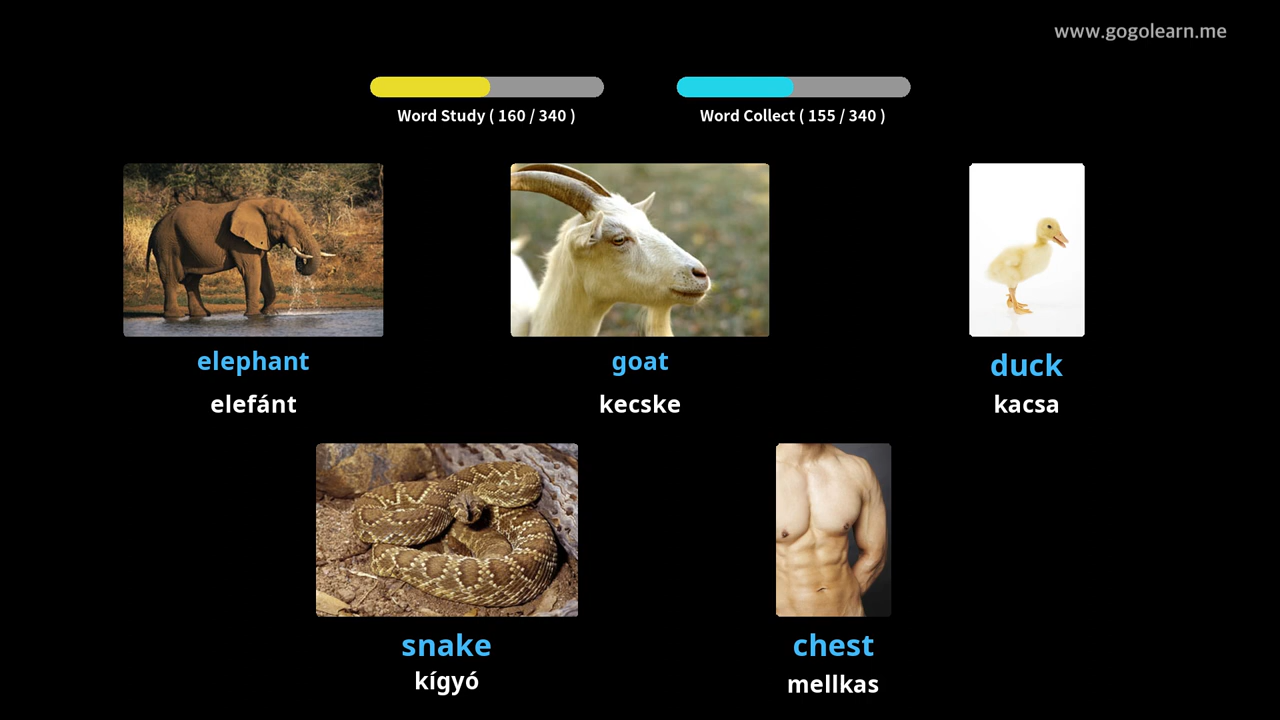 www.gogolearn.me
Word Study ( 160 / 340 )
Word Collect ( 155 / 340 )
elephant
goat
duck
elefánt
kecske
kacsa
snake
chest
kígyó
mellkas